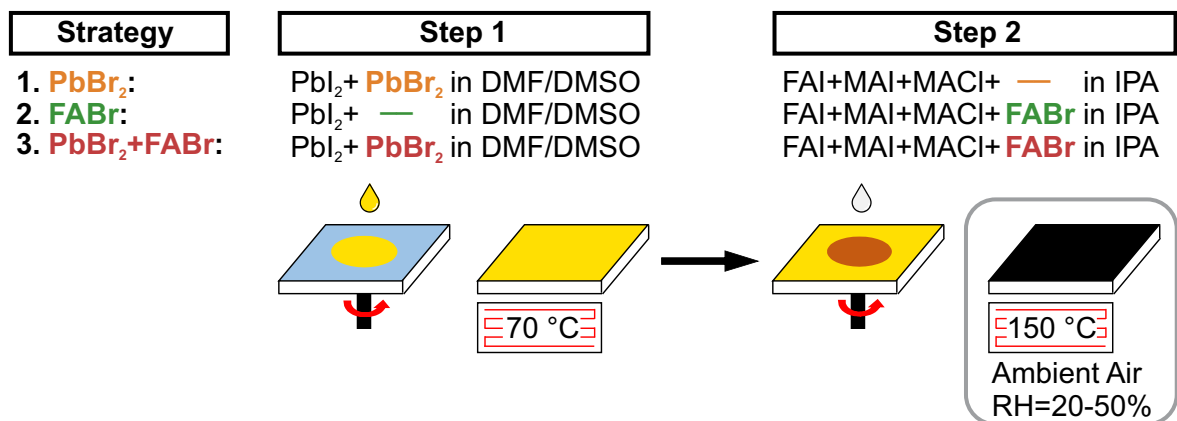 Strategy Step 1 Step 2
1. PbBr₂: PbI₂+ PbBr₂ in DMF/DMSO FAI+MAI+MACl+ — in IPA
2. FABr: PbI₂+ — in DMF/DMSO FAI+MAI+MACl+ FABr in IPA
3. PbBr₂+FABr: PbI₂+ PbBr₂ in DMF/DMSO FAI+MAI+MACl+ FABr in IPA
70 °C 150 °C
Ambient Air
RH=20-50%